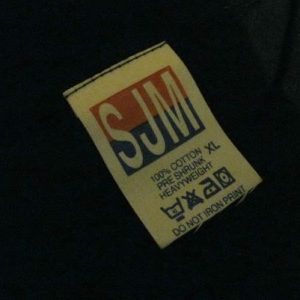 SJM
100% COTTON
PRE SHRUNK XL
HEAVYWEIGHT
DO NOT IRON PRINT